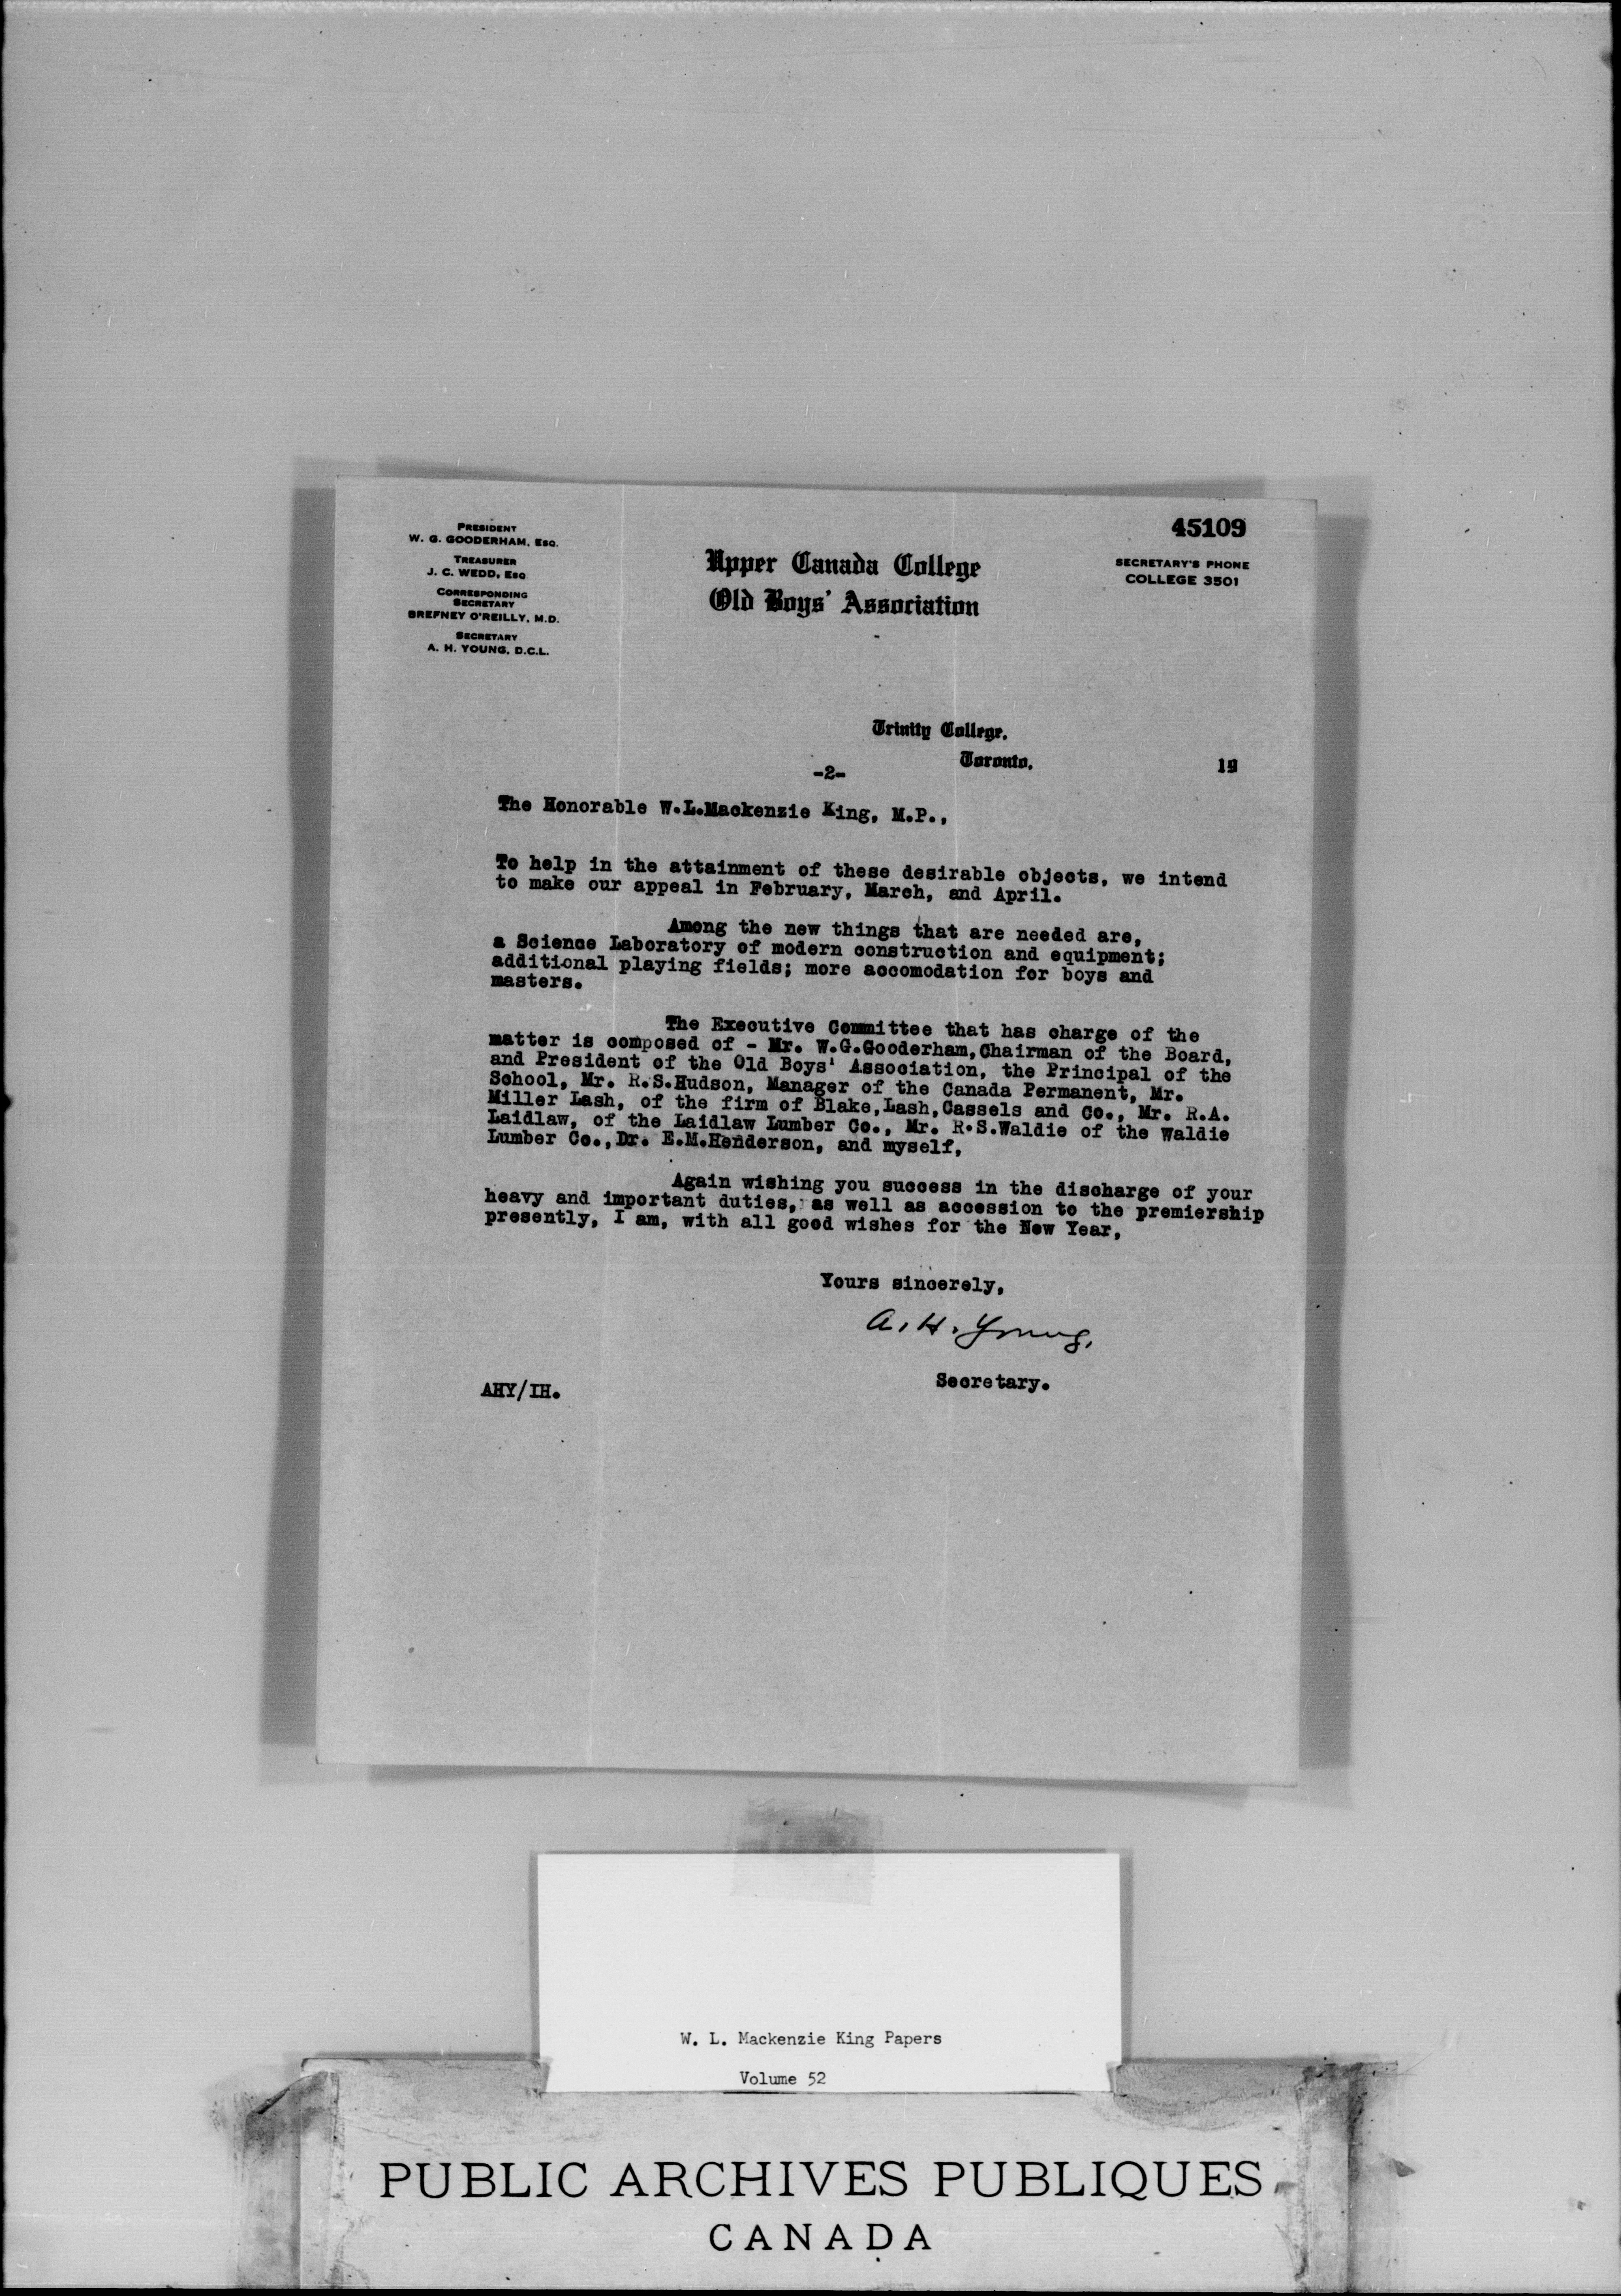 45109
PRESIDENT
W. G. GOODERHAM, ESQ.
TREASURER
J. C. WEDD, ESQ
CORRESPONDING
SECRETARY
BREFNEY O'REILLY, M.D.
SECRETARY
A. H. YOUNG, D.C.L.
Upper Canada College
Old Boys' Association
SECRETARY'S PHONE
COLLEGE 3501
Trinity College,
Toronto, 19
-2-
The Honorable W.L.Mackenzie King, M.P.,
To help in the attainment of these desirable objects, we intend
to make our appeal in February, March, and April.
Among the new things that are needed are,
a Science Laboratory of modern construction and equipment;
additional playing fields; more accomodation for boys and
masters.
The Executive Committee that has charge of the
matter is composed of - Mr. W.G.Gooderham,Chairman of the Board,
and President of the Old Boys' Association, the Principal of the
School, Mr. R.S.Hudson, Manager of the Canada Permanent, Mr.
Miller Lash, of the firm of Blake,Lash,Cassels and Co., Mr. R.A.
Laidlaw, of the Laidlaw Lumber Co., Mr. R.S.Waldie of the Waldie
Lumber Co.,Dr. E.M.Henderson, and myself,
Again wishing you success in the discharge of your
heavy and important duties, as well as accession to the premiership
presently, I am, with all good wishes for the New Year,
Yours sincerely,
A. H. Young,
Secretary.
AHY/IH.
W. L. Mackenzie King Papers
Volume 52
PUBLIC ARCHIVES PUBLIQUES
CANADA